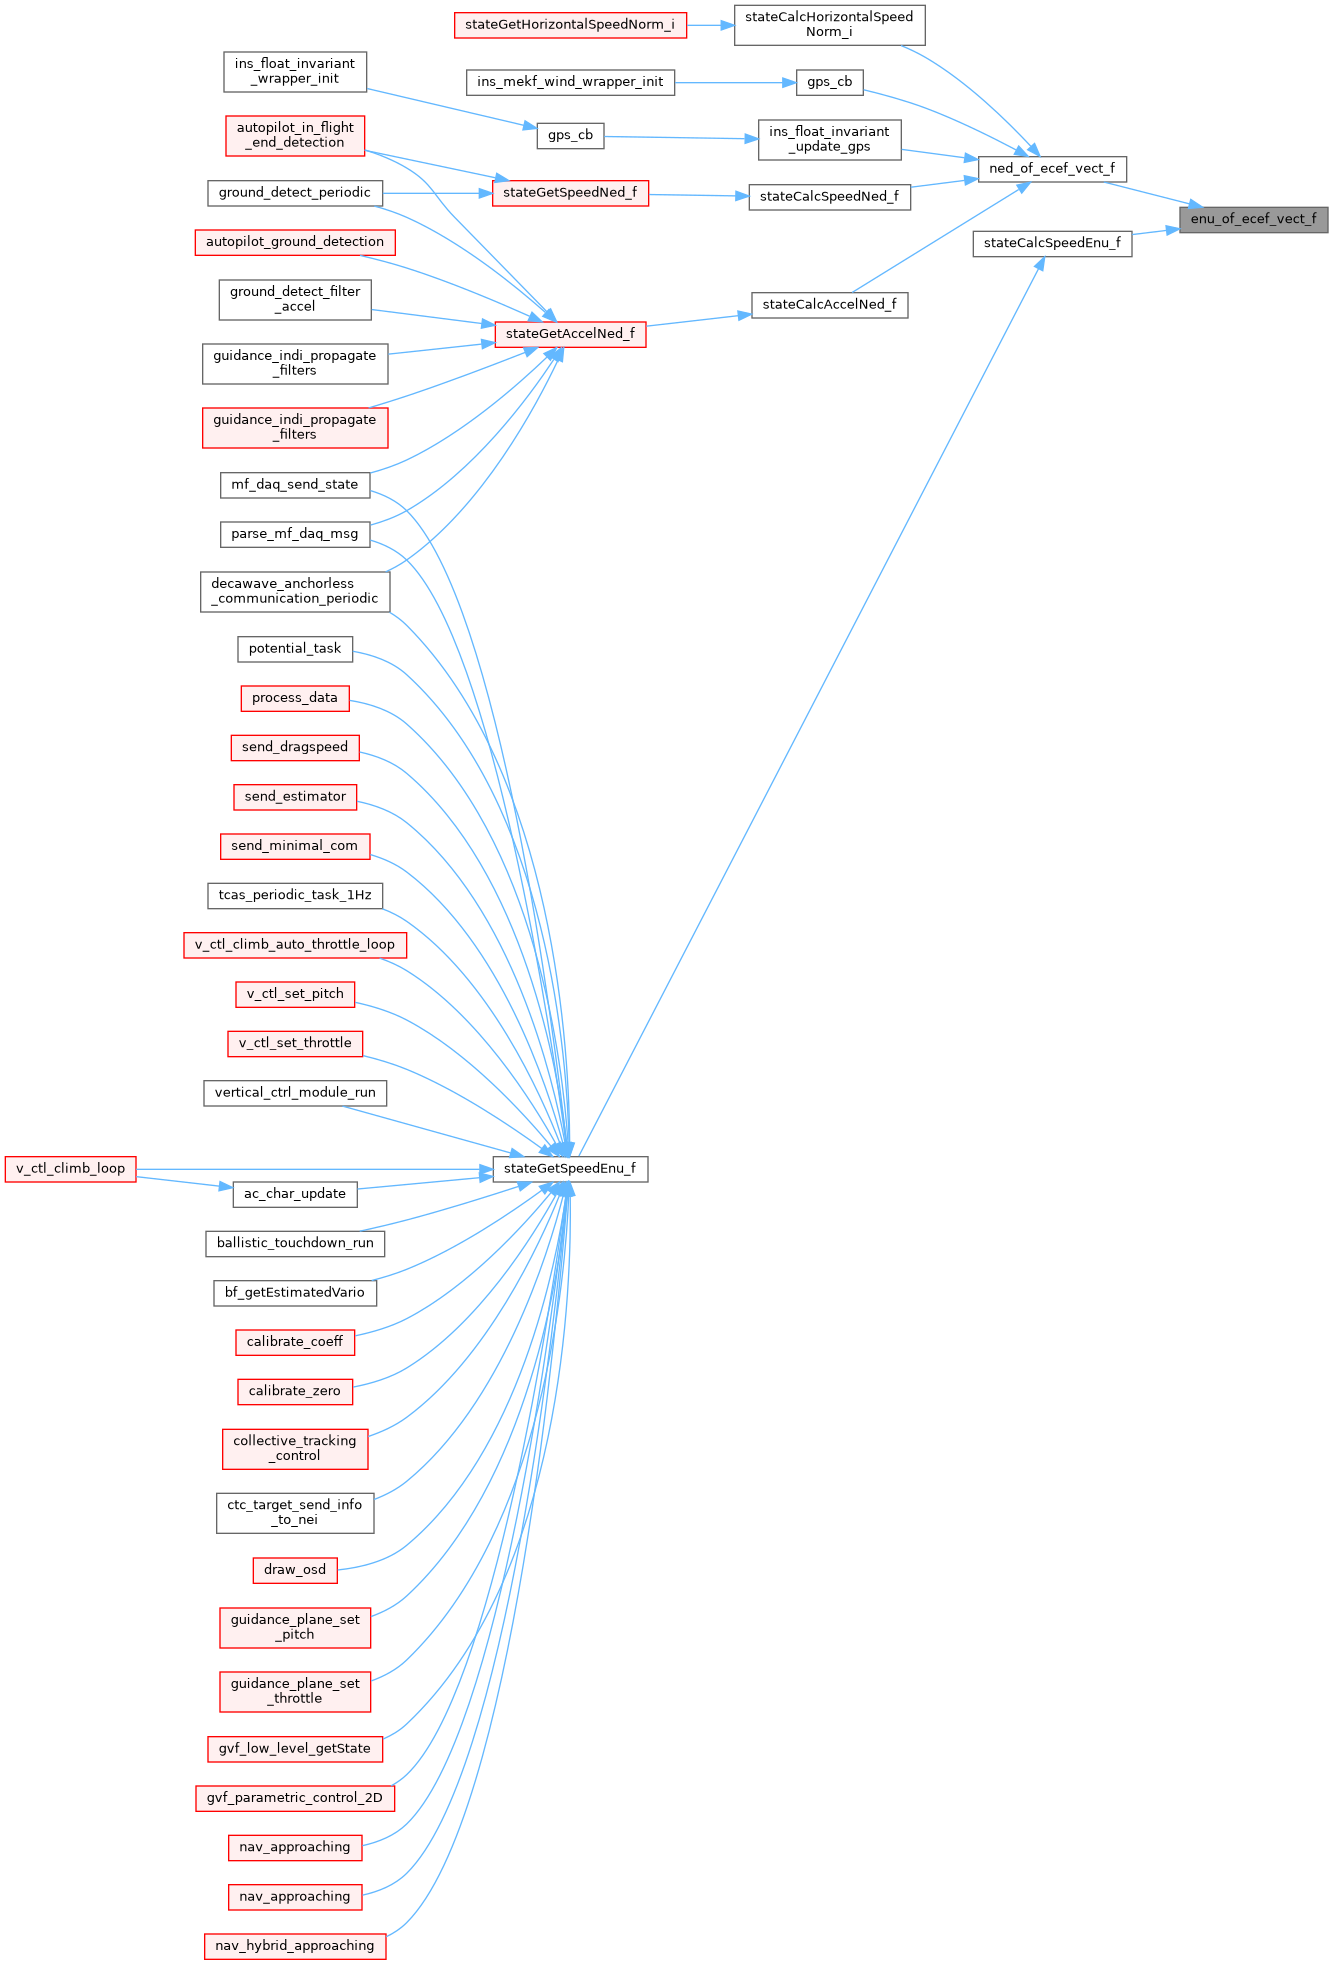 stateGetHorizontalSpeedNorm_i
stateCalcHorizontalSpeed
Norm_i
ins_float_invariant
_wrapper_init
ins_mekf_wind_wrapper_init
gps_cb
autopilot_in_flight
_end_detection
gps_cb
ins_float_invariant
_update_gps
ned_of_ecef_vect_f
ground_detect_periodic
stateGetSpeedNed_f
stateCalcSpeedNed_f
enu_of_ecef_vect_f
autopilot_ground_detection
stateCalcSpeedEnu_f
ground_detect_filter
_accel
stateCalcAccelNed_f
stateGetAccelNed_f
guidance_indi_propagate
_filters
guidance_indi_propagate
_filters
mf_daq_send_state
parse_mf_daq_msg
decawave_anchorless
_communication_periodic
potential_task
process_data
send_dragspeed
send_estimator
send_minimal_com
tcas_periodic_task_1Hz
v_ctl_climb_auto_throttle_loop
v_ctl_set_pitch
v_ctl_set_throttle
vertical_ctrl_module_run
v_ctl_climb_loop
stateGetSpeedEnu_f
ac_char_update
ballistic_touchdown_run
bf_getEstimatedVario
calibrate_coeff
calibrate_zero
collective_tracking
_control
ctc_target_send_info
_to_nei
draw_osd
guidance_plane_set
_pitch
guidance_plane_set
_throttle
gvf_low_level_getState
gvf_parametric_control_2D
nav_approaching
nav_approaching
nav_hybrid_approaching